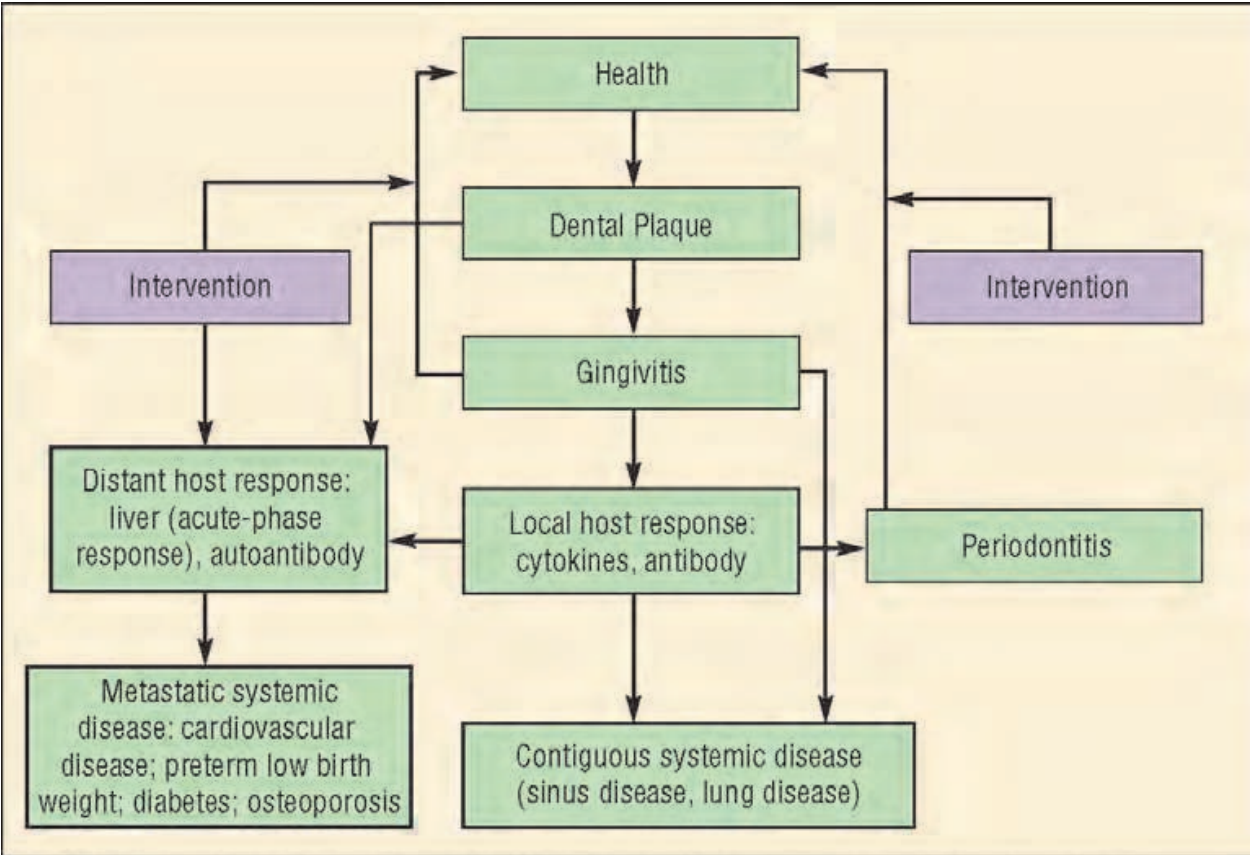 Health
Dental Plaque
Intervention
Intervention
Gingivitis
Distant host response:
liver (acute-phase
response), autoantibody
Local host response:
cytokines, antibody
Periodontitis
Metastatic systemic
disease: cardiovascular
disease; preterm low birth
weight; diabetes; osteoporosis
Contiguous systemic disease
(sinus disease, lung disease)